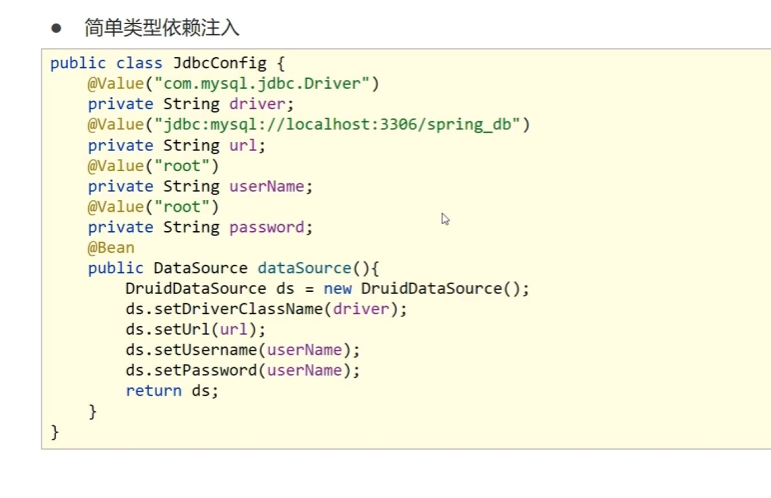 ● 简单类型依赖注入
public class JdbcConfig {
    @Value("com.mysql.jdbc.Driver")
    private String driver;
    @Value("jdbc:mysql://localhost:3306/spring_db")
    private String url;
    @Value("root")
    private String userName;
    @Value("root")
    private String password;
    @Bean
    public DataSource dataSource(){
        DruidDataSource ds = new DruidDataSource();
        ds.setDriverClassName(driver);
        ds.setUrl(url);
        ds.setUsername(userName);
        ds.setPassword(userName);
        return ds;
    }
}